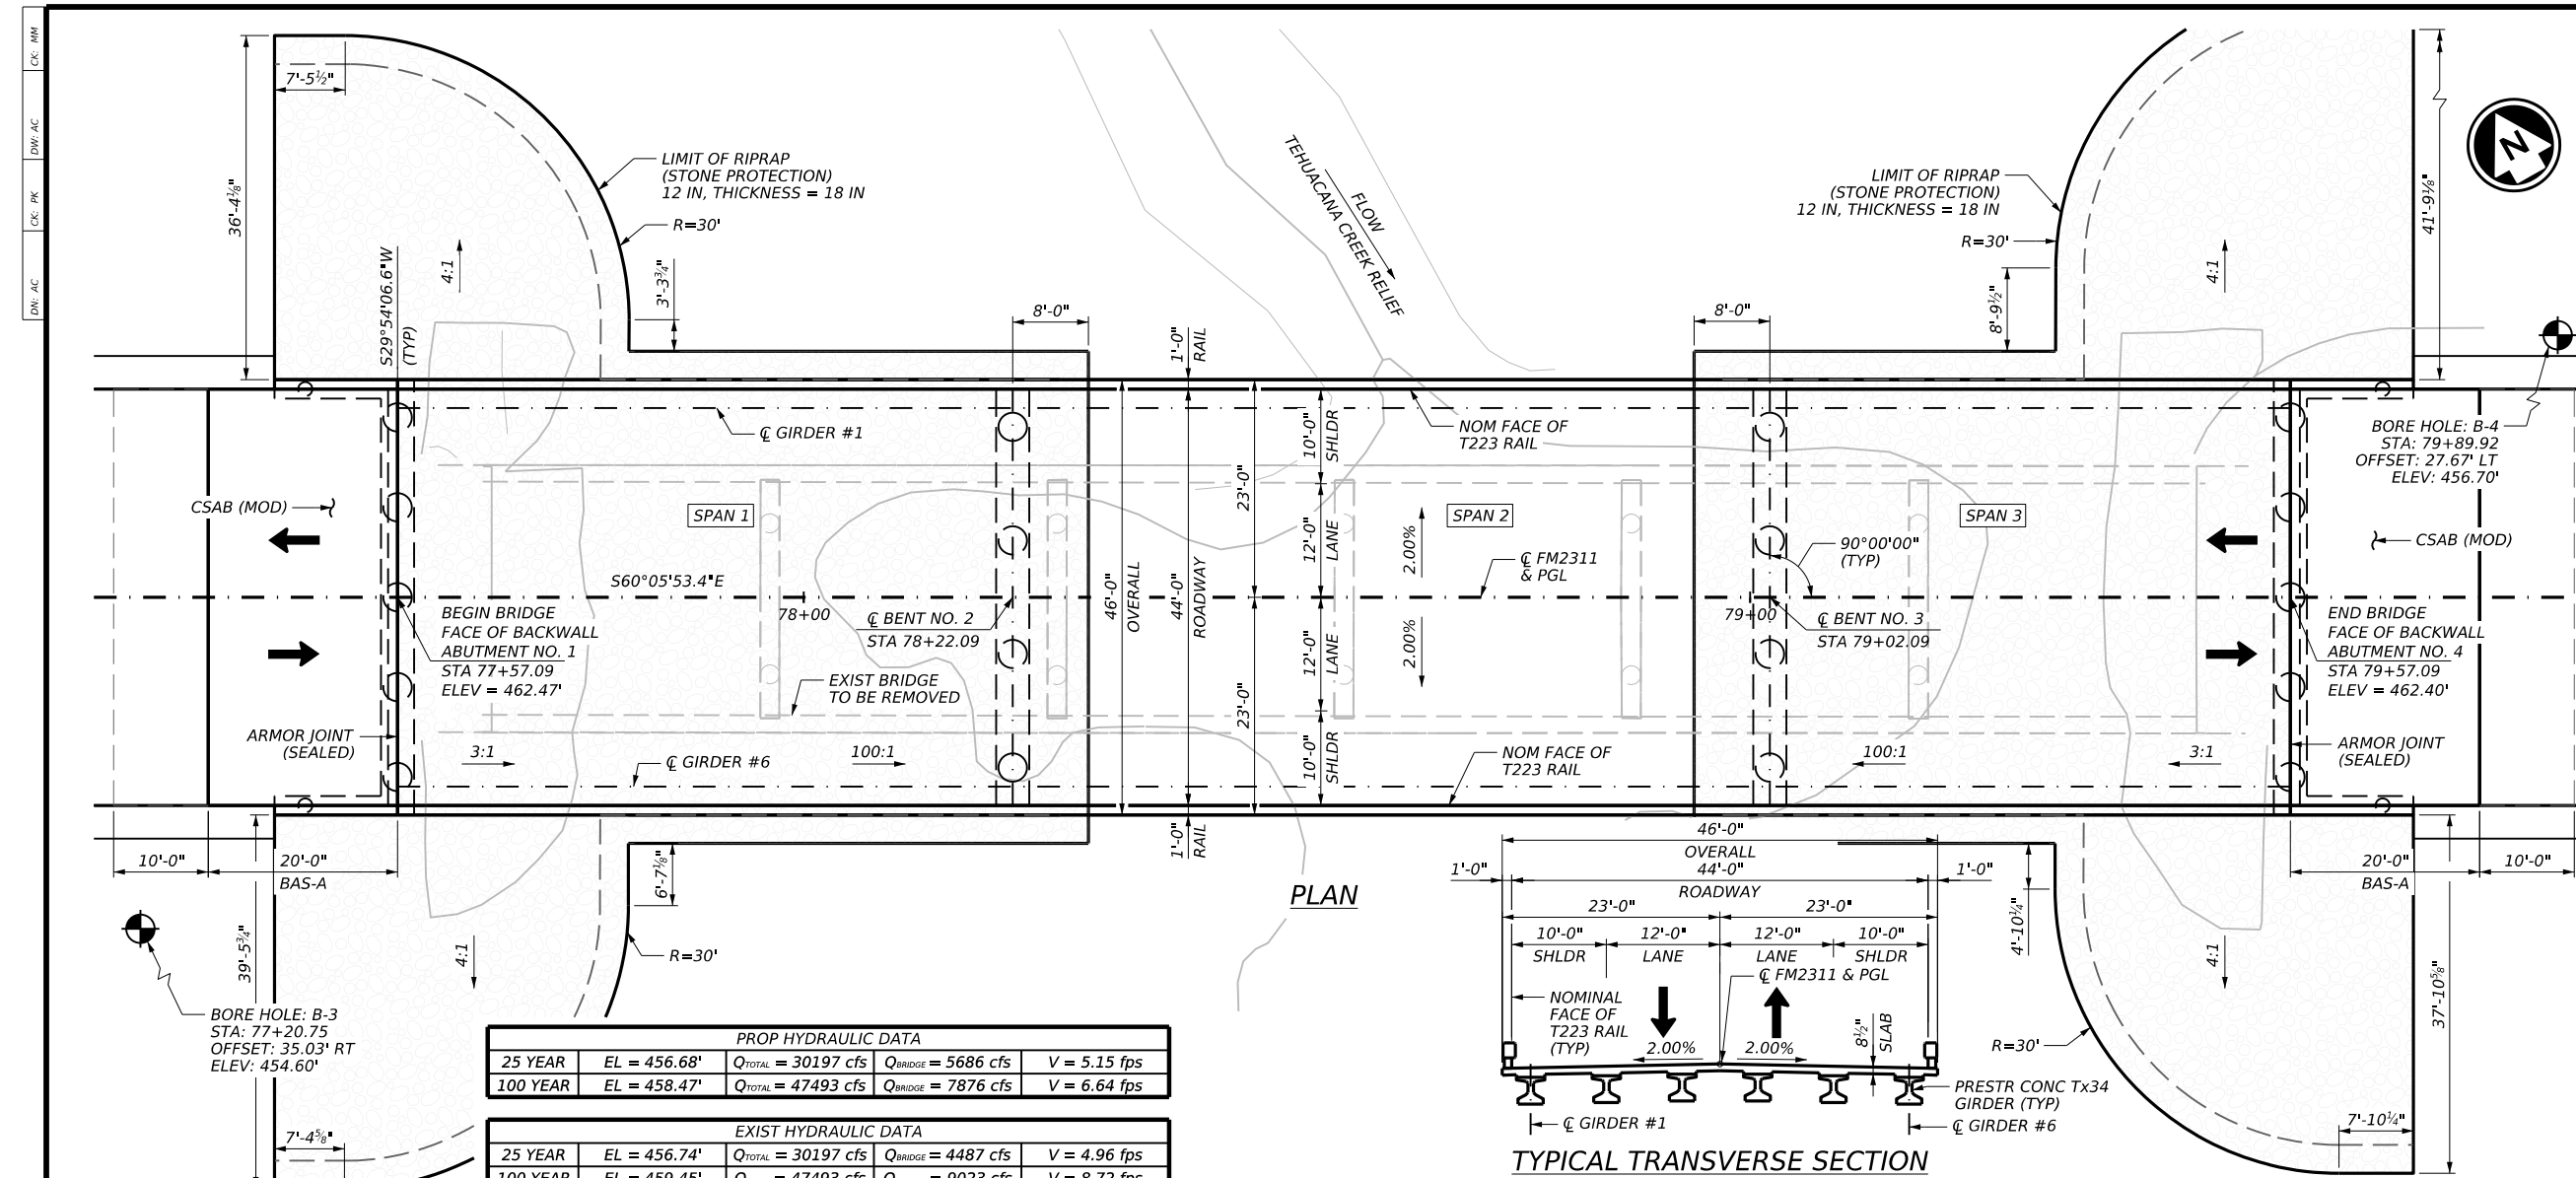 CK: MM
DW: AC
CK: PK
DN: AC
7'-5½"
36'-4⅛"
LIMIT OF RIPRAP
(STONE PROTECTION)
12 IN, THICKNESS = 18 IN
R=30'
4:1
S29°54'06.6"W
(TYP)
3'-3¾"
8'-0"
1'-0"
RAIL
FLOW
TEHUACANA CREEK RELIEF
8'-0"
LIMIT OF RIPRAP
(STONE PROTECTION)
12 IN, THICKNESS = 18 IN
R=30'
8'-9½"
4:1
41'-9⅛"
N
℄ GIRDER #1
NOM FACE OF
T223 RAIL
10'-0"
SHLDR
23'-0"
BORE HOLE: B-4
STA: 79+89.92
OFFSET: 27.67' LT
ELEV: 456.70'
CSAB (MOD)
SPAN 1
SPAN 2
SPAN 3
12'-0"
LANE
2.00%
℄ FM2311
& PGL
90°00'00"
(TYP)
CSAB (MOD)
S60°05'53.4"E
78+00
79+00
46'-0"
OVERALL
44'-0"
ROADWAY
BEGIN BRIDGE
FACE OF BACKWALL
ABUTMENT NO. 1
STA 77+57.09
ELEV = 462.47'
℄ BENT NO. 2
STA 78+22.09
℄ BENT NO. 3
STA 79+02.09
END BRIDGE
FACE OF BACKWALL
ABUTMENT NO. 4
STA 79+57.09
ELEV = 462.40'
12'-0"
LANE
2.00%
EXIST BRIDGE
TO BE REMOVED
23'-0"
ARMOR JOINT
(SEALED)
3:1
℄ GIRDER #6
100:1
10'-0"
SHLDR
NOM FACE OF
T223 RAIL
100:1
3:1
ARMOR JOINT
(SEALED)
1'-0"
RAIL
10'-0"
20'-0"
BAS-A
6'-7⅛"
R=30'
4:1
39'-5¾"
PLAN
BORE HOLE: B-3
STA: 77+20.75
OFFSET: 35.03' RT
ELEV: 454.60'
7'-4⅝"
46'-0"
OVERALL
1'-0"
44'-0"
1'-0"
ROADWAY
23'-0"
23'-0"
10'-0"
12'-0"
12'-0"
10'-0"
SHLDR
LANE
LANE
SHLDR
℄ FM2311 & PGL
NOMINAL
FACE OF
T223 RAIL
(TYP)
2.00%
2.00%
8½"
SLAB
PRESTR CONC Tx34
GIRDER (TYP)
℄ GIRDER #1
℄ GIRDER #6
TYPICAL TRANSVERSE SECTION
20'-0"
10'-0"
BAS-A
4'-10¼"
4:1
R=30'
37'-10⅝"
7'-10¼"
PROP HYDRAULIC DATA
25 YEAR EL = 456.68' QTOTAL = 30197 cfs QBRIDGE = 5686 cfs V = 5.15 fps
100 YEAR EL = 458.47' QTOTAL = 47493 cfs QBRIDGE = 7876 cfs V = 6.64 fps
EXIST HYDRAULIC DATA
25 YEAR EL = 456.74' QTOTAL = 30197 cfs QBRIDGE = 4487 cfs V = 4.96 fps
100 YEAR EL = 459.45' Q = 47493 cfs Q = 9023 cfs V = 8.72 fps